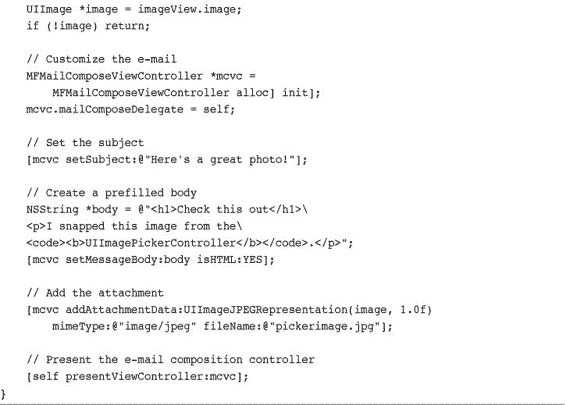 UIImage *image = imageView.image;
if (!image) return;
// Customize the e-mail
MFMailComposeViewController *mcvc =
MFMailComposeViewController alloc] init];
mcvc.mailComposeDelegate = self;
// Set the subject
[mcvc setSubject:@"Here's a great photo!"];
// Create a prefilled body
NSString *body = @"<h1>Check this out</h1>\
<p>I snapped this image from the\
<code><b>UIImagePickerController</b></code>.</p>";
[mcvc setMessageBody:body isHTML:YES];
// Add the attachment
[mcvc addAttachmentData:UIImageJPEGRepresentation(image, 1.0f)
mimeType:@"image/jpeg" fileName:@"pickerimage.jpg"];
// Present the e-mail composition controller
[self presentViewController:mcvc];
}